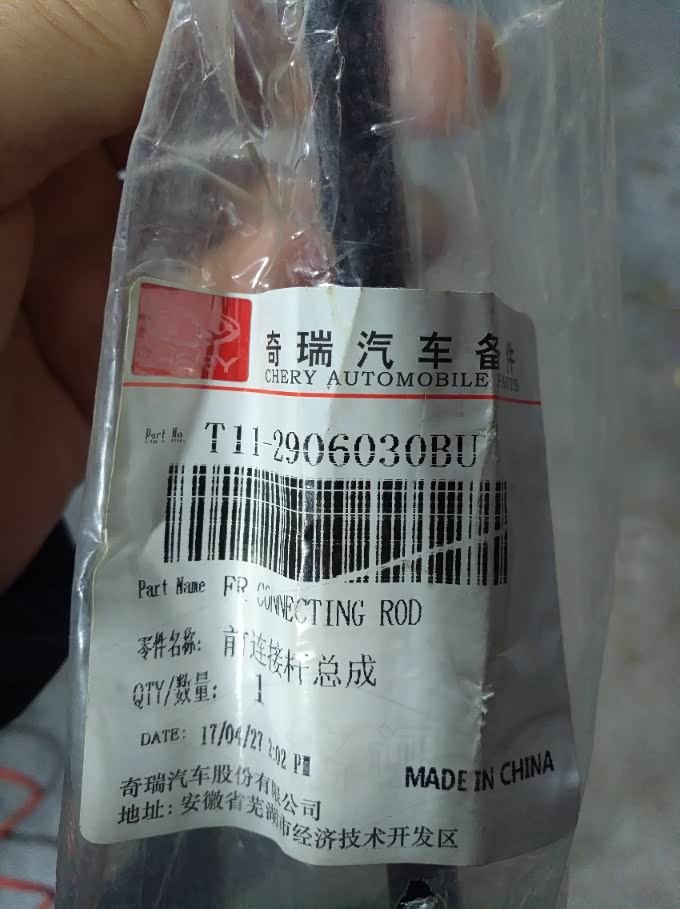 奇瑞汽车备件
CHERY AUTOMOBILE PARTS
Part No. T11-2906030BU
Part Name FR CONNECTING ROD
零件名称: 前连接杆总成
QTY/数量: 1
DATE: 17/04/27 2:02 PM
MADE IN CHINA
奇瑞汽车股份有限公司
地址: 安徽省芜湖市经济技术开发区